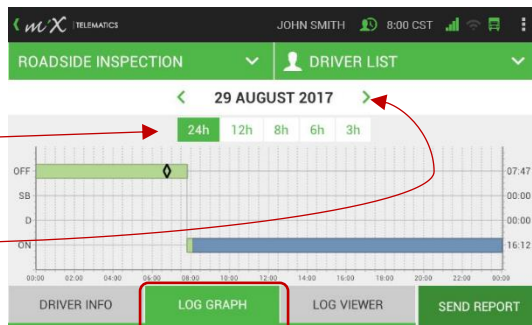 miX TELEMATICS JOHN SMITH 8:00 CST
ROADSIDE INSPECTION DRIVER LIST
29 AUGUST 2017
24h 12h 8h 6h 3h
OFF 07:47
SB 00:00
D 00:00
ON 16:12
00:00 02:00 04:00 06:00 08:00 10:00 12:00 14:00 16:00 18:00 20:00 22:00 00:00
DRIVER INFO LOG GRAPH LOG VIEWER SEND REPORT